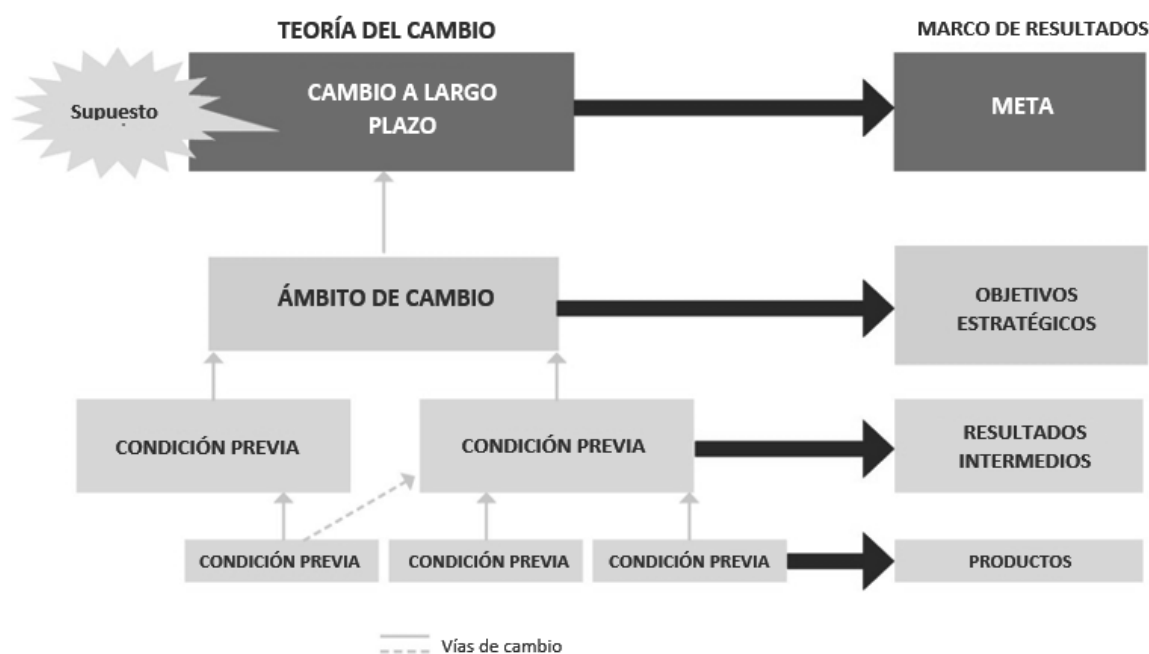 TEORÍA DEL CAMBIO
MARCO DE RESULTADOS
Supuesto
CAMBIO A LARGO
PLAZO
META
ÁMBITO DE CAMBIO
OBJETIVOS
ESTRATÉGICOS
CONDICIÓN PREVIA
CONDICIÓN PREVIA
RESULTADOS
INTERMEDIOS
CONDICIÓN PREVIA
CONDICIÓN PREVIA
CONDICIÓN PREVIA
PRODUCTOS
Vías de cambio